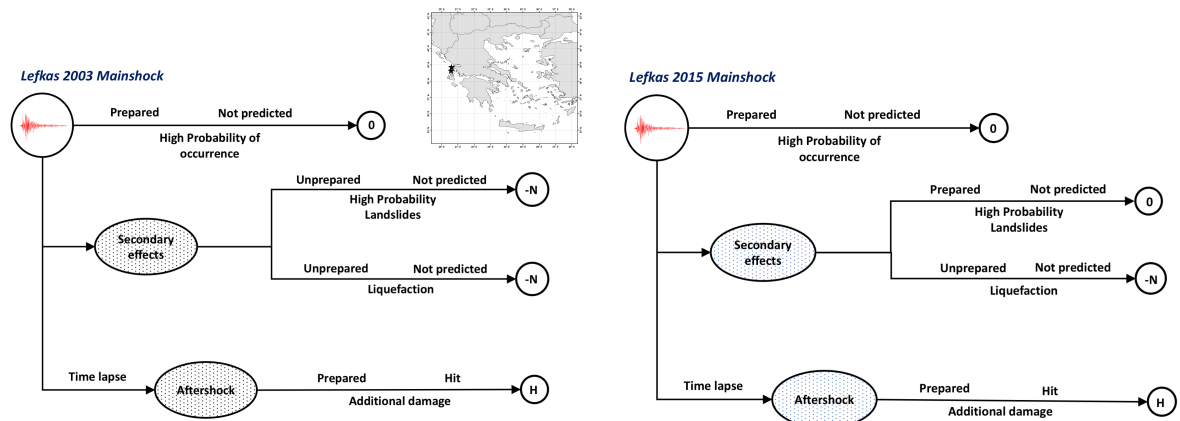 Lefkas 2003 Mainshock
Prepared Not predicted
0
High Probability of
occurrence
Unprepared Not predicted
-N
High Probability
Landslides
Secondary
effects
Unprepared Not predicted
-N
Liquefaction
Time lapse
Aftershock
Prepared Hit
H
Additional damage
Lefkas 2015 Mainshock
Prepared Not predicted
0
High Probability of
occurrence
Prepared Not predicted
0
High Probability
Landslides
Secondary
effects
Unprepared Not predicted
-N
Liquefaction
Time lapse
Aftershock
Prepared Hit
H
Additional damage